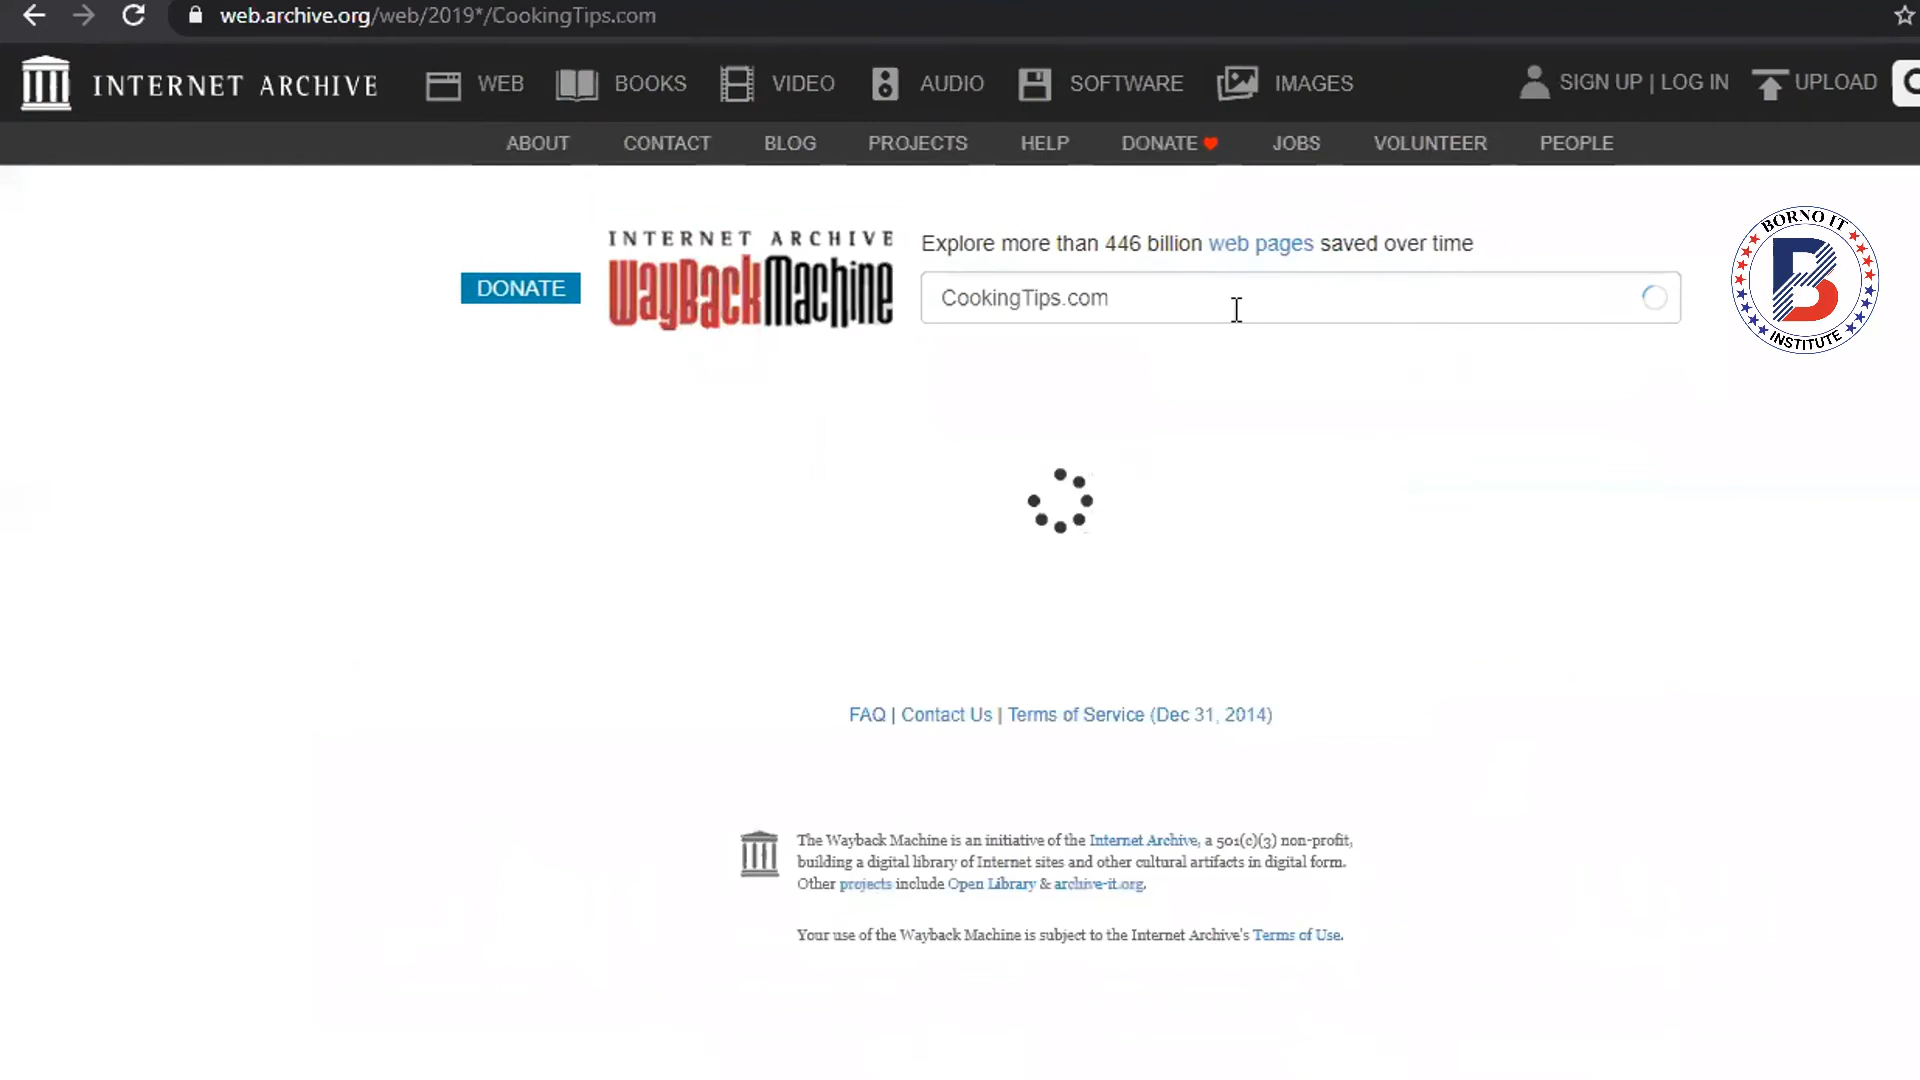 web.archive.org/web/2019*/CookingTips.com
INTERNET ARCHIVE WEB BOOKS VIDEO AUDIO SOFTWARE IMAGES SIGN UP | LOG IN UPLOAD
ABOUT CONTACT BLOG PROJECTS HELP DONATE JOBS VOLUNTEER PEOPLE
DONATE
INTERNET ARCHIVE
WayBackMachine
Explore more than 446 billion web pages saved over time
CookingTips.com
BORNO IT
B
INSTITUTE
FAQ | Contact Us | Terms of Service (Dec 31, 2014)
The Wayback Machine is an initiative of the Internet Archive, a 501(c)(3) non-profit,
building a digital library of Internet sites and other cultural artifacts in digital form.
Other projects include Open Library & archive-it.org.
Your use of the Wayback Machine is subject to the Internet Archive's Terms of Use.